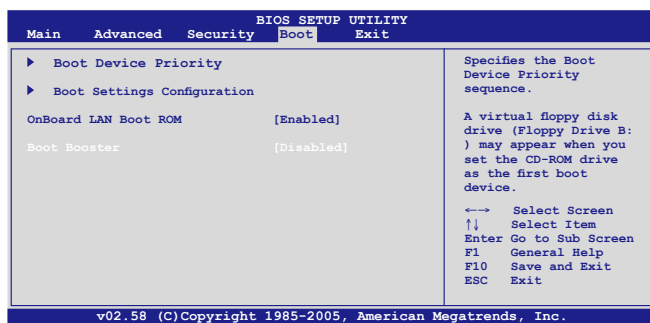 BIOS SETUP UTILITY
Main Advanced Security Boot Exit
Boot Device Priority
Boot Settings Configuration
OnBoard LAN Boot ROM [Enabled]
Boot Booster [Disabled]
Specifies the Boot
Device Priority
sequence.
A virtual floppy disk
drive (Floppy Drive B:
) may appear when you
set the CD-ROM drive
as the first boot
device.
←→ Select Screen
↑↓ Select Item
Enter Go to Sub Screen
F1 General Help
F10 Save and Exit
ESC Exit
v02.58 (C)Copyright 1985-2005, American Megatrends, Inc.